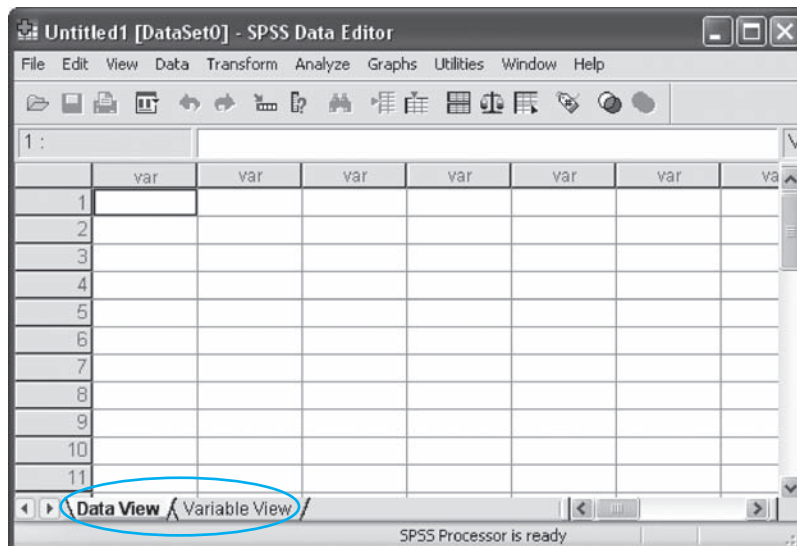 Untitled1 [DataSet0] - SPSS Data Editor
File Edit View Data Transform Analyze Graphs Utilities Window Help
1 :
var var var var var var va
1
2
3
4
5
6
7
8
9
10
11
Data View Variable View
SPSS Processor is ready